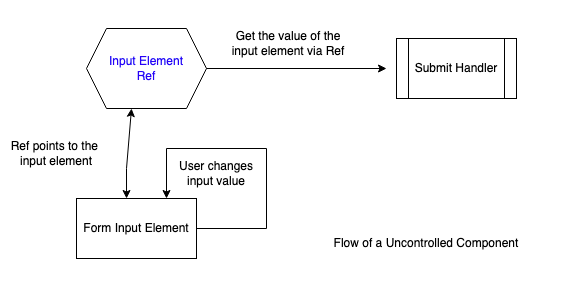 Get the value of the
input element via Ref
Input Element
Ref
Submit Handler
Ref points to the
input element
User changes
input value
Form Input Element
Flow of a Uncontrolled Component